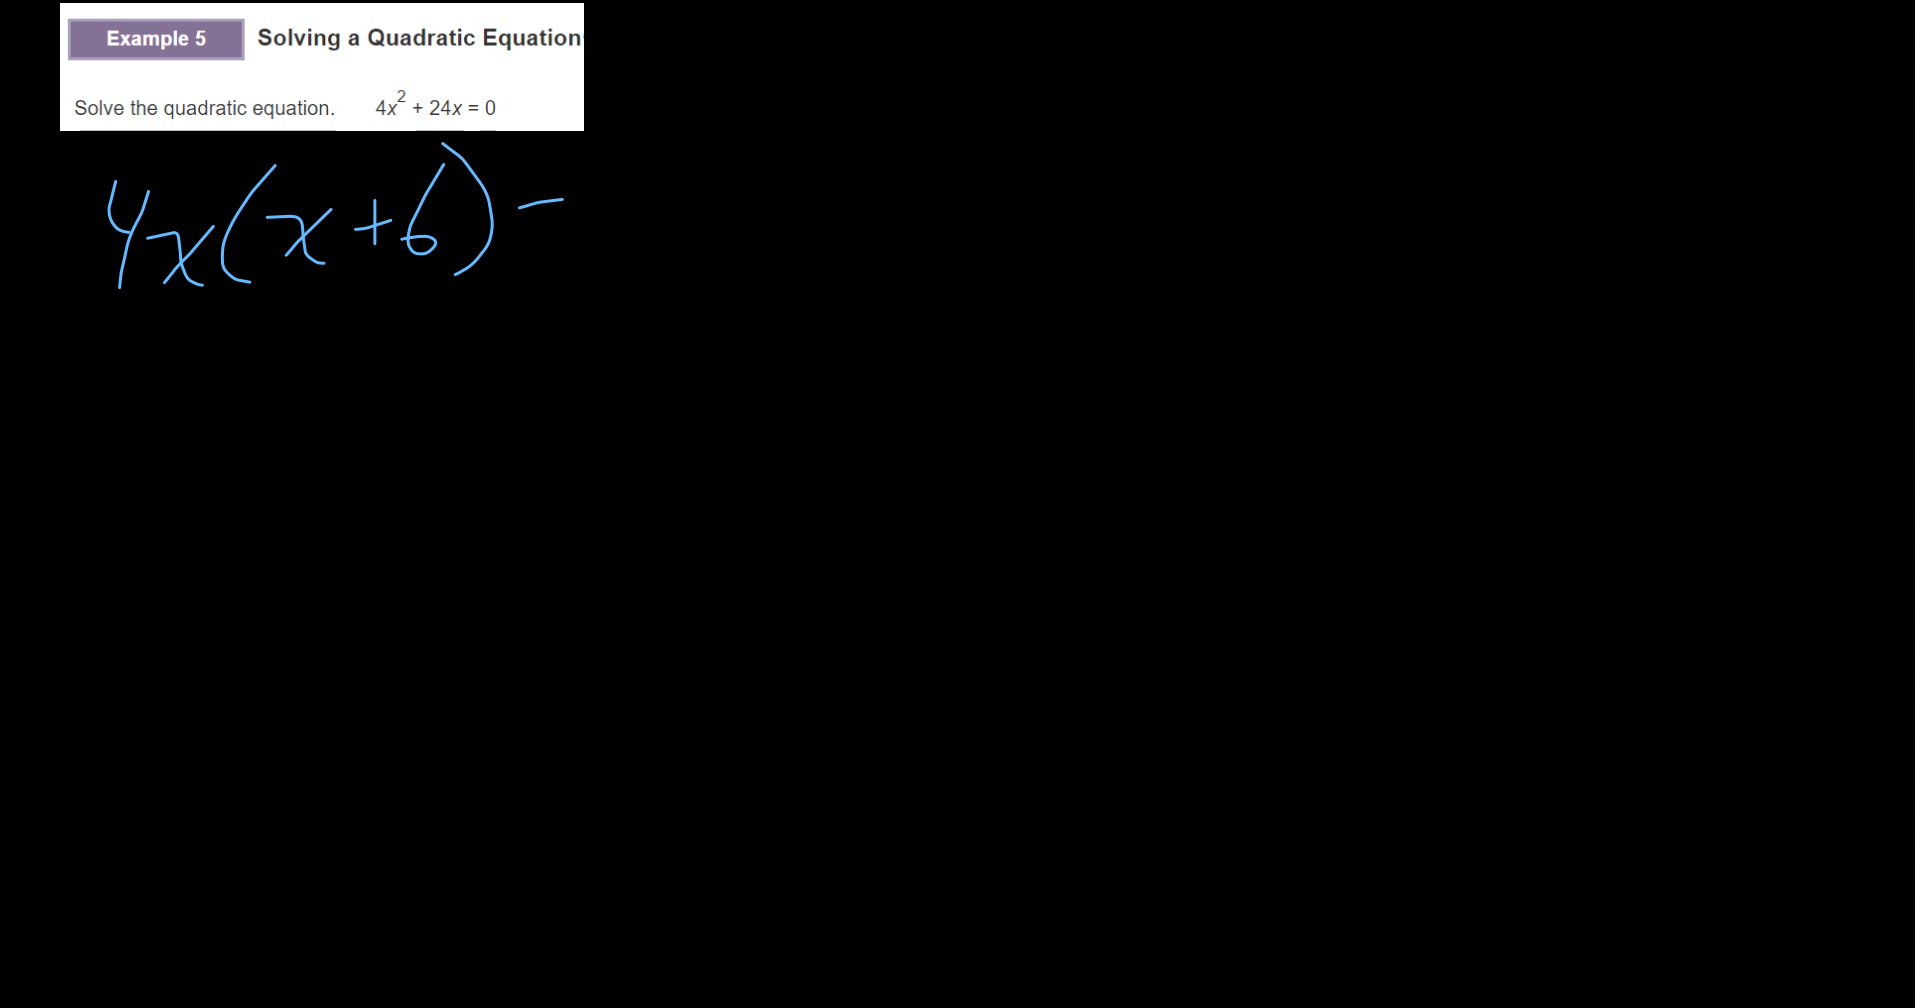 Example 5 Solving a Quadratic Equation
Solve the quadratic equation. 4x² + 24x = 0
4x(x+6) −